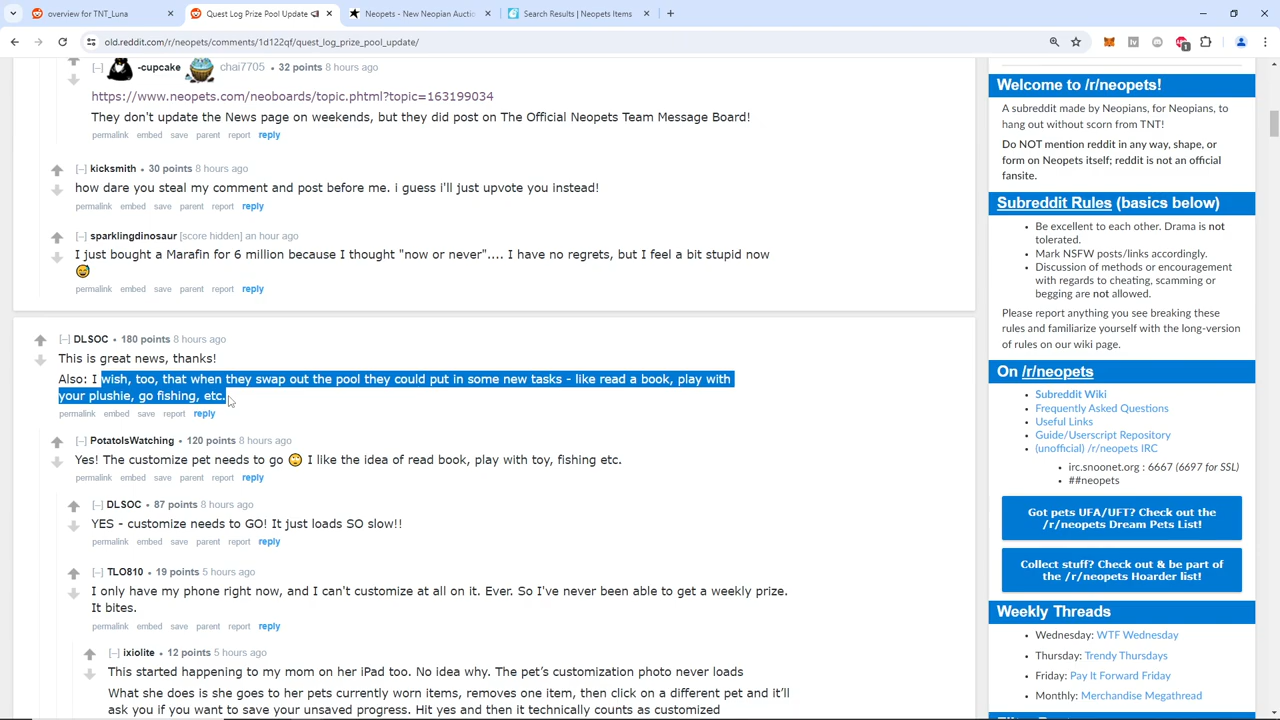 overview for TNT_Luna
Quest Log Prize Pool Update
Neopets - New Neopian Auctio
Search Results | Neopets Items
old.reddit.com/r/neopets/comments/1d122qf/quest_log_prize_pool_update/
[–] -cupcake chai7705 • 32 points 8 hours ago
https://www.neopets.com/neoboards/topic.phtml?topic=163199034
They don't update the News page on weekends, but they did post on The Official Neopets Team Message Board!
permalink embed save parent report reply
[–] kicksmith • 30 points 8 hours ago
how dare you steal my comment and post before me. i guess i'll just upvote you instead!
permalink embed save parent report reply
[–] sparklingdinosaur [score hidden] an hour ago
I just bought a Marafin for 6 million because I thought "now or never".... I have no regrets, but I feel a bit stupid now
😅
permalink embed save parent report reply
[–] DLSOC • 180 points 8 hours ago
This is great news, thanks!
Also: I wish, too, that when they swap out the pool they could put in some new tasks - like read a book, play with
your plushie, go fishing, etc.
permalink embed save report reply
[–] PotatoIsWatching • 120 points 8 hours ago
Yes! The customize pet needs to go 🙄 I like the idea of read book, play with toy, fishing etc.
permalink embed save parent report reply
[–] DLSOC • 87 points 8 hours ago
YES - customize needs to GO! It just loads SO slow!!
permalink embed save parent report reply
[–] TLO810 • 19 points 5 hours ago
I only have my phone right now, and I can't customize at all on it. Ever. So I've never been able to get a weekly prize.
It bites.
permalink embed save parent report reply
[–] ixiolite • 12 points 5 hours ago
This started happening to my mom on her iPad too. No idea why. The pet's customization photo never loads
What she does is she goes to her pets currently worn items, removes one item, then click on a different pet and it'll
ask you if you want to save your unsaved progress. Hit yes and then it technically counts as customized
permalink embed save parent report reply
Welcome to /r/neopets!
A subreddit made by Neopians, for Neopians, to
hang out without scorn from TNT!
Do NOT mention reddit in any way, shape, or
form on Neopets itself; reddit is not an official
fansite.
Subreddit Rules (basics below)
• Be excellent to each other. Drama is not
tolerated.
• Mark NSFW posts/links accordingly.
• Discussion of methods or encouragement
with regards to cheating, scamming or
begging are not allowed.
Please report anything you see breaking these
rules and familiarize yourself with the long-version
of rules on our wiki page.
On /r/neopets
• Subreddit Wiki
• Frequently Asked Questions
• Useful Links
• Guide/Userscript Repository
• (unofficial) /r/neopets IRC
• irc.snoonet.org : 6667 (6697 for SSL)
• ##neopets
Got pets UFA/UFT? Check out the
/r/neopets Dream Pets List!
Collect stuff? Check out & be part of
the /r/neopets Hoarder list!
Weekly Threads
• Wednesday: WTF Wednesday
• Thursday: Trendy Thursdays
• Friday: Pay It Forward Friday
• Monthly: Merchandise Megathread